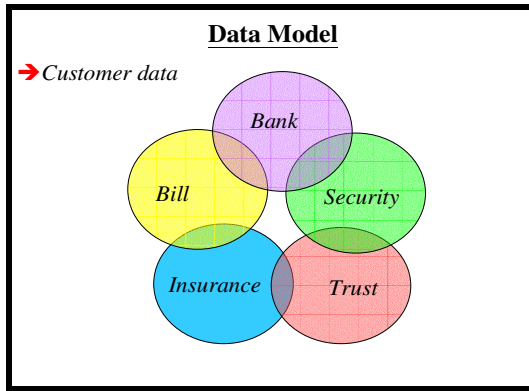 Data Model
➔ Customer data
Bank
Bill
Security
Insurance
Trust